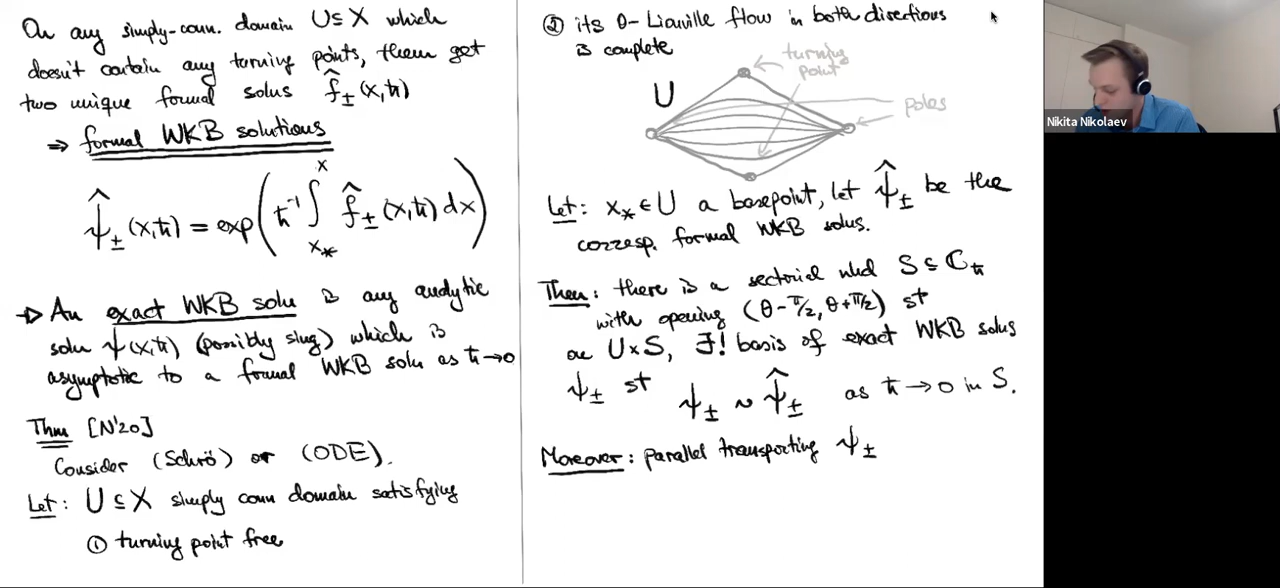 On any simply-conn. domain U ⊆ X which
doesn't contain any turning points, them get
two unique formal solns f̂±(x,ħ)
⇒ formal WKB solutions
ψ̂±(x,ħ) = exp(ħ⁻¹ ∫_{x_*}^{x} f̂±(x,ħ) dx)
→ An exact WKB soln is any analytic
soln ψ(x,ħ) (possibly slug) which is
asymptotic to a formal WKB soln as ħ→0
Thm [N'20]
Consider (Schrö) or (ODE).
Let: U ⊆ X simply conn domain satisfying
① turning point free
② its θ-Liouville flow in both directions
is complete
turning
point
U
poles
Let: x_* ∈ U a basepoint, let ψ̂± be the
corresp. formal WKB solns.
Then: there is a sectorial nbd S ⊆ ℂ_ħ
with opening (θ-π/2, θ+π/2) st
on U×S, ∃! basis of exact WKB solns
ψ± st ψ± ~ ψ̂± as ħ→0 in S.
Moreover: parallel transporting ψ±
Nikita Nikolaev